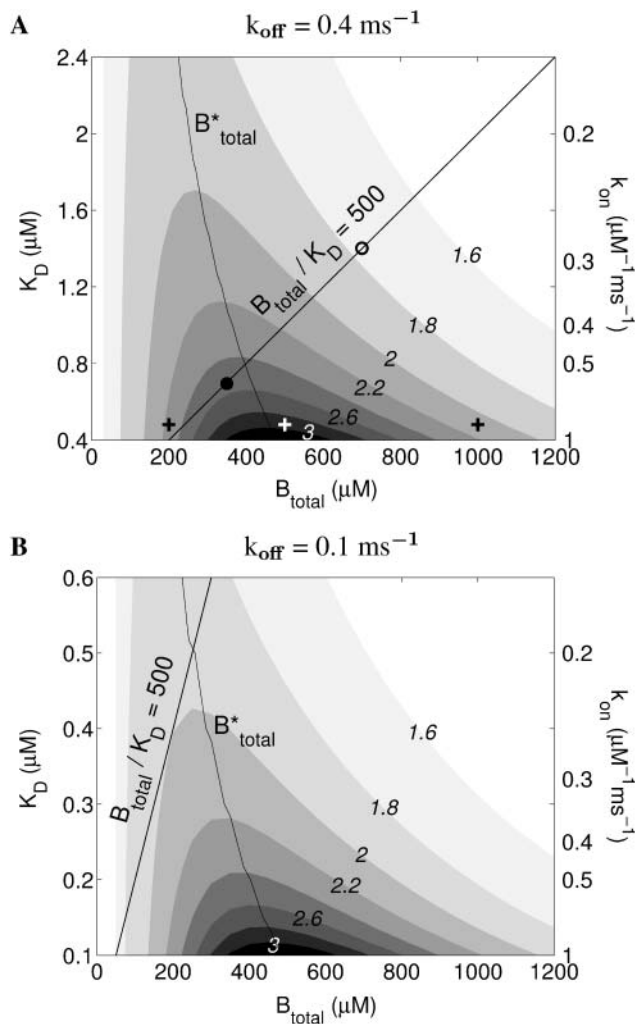 A
k_off = 0.4 ms⁻¹
2.4
2
1.6
1.2
0.8
0.4
K_D (μM)
B*_total
B_total / K_D = 500
1.6
1.8
2
2.2
2.6
3
0.2
0.3
0.4
0.5
1
k_on (μM⁻¹ms⁻¹)
0 200 400 600 800 1000 1200
B_total (μM)
B
k_off = 0.1 ms⁻¹
0.6
0.5
0.4
0.3
0.2
0.1
K_D (μM)
B_total / K_D = 500
B*_total
1.6
1.8
2
2.2
2.6
3
0.2
0.3
0.4
0.5
1
k_on (μM⁻¹ms⁻¹)
0 200 400 600 800 1000 1200
B_total (μM)